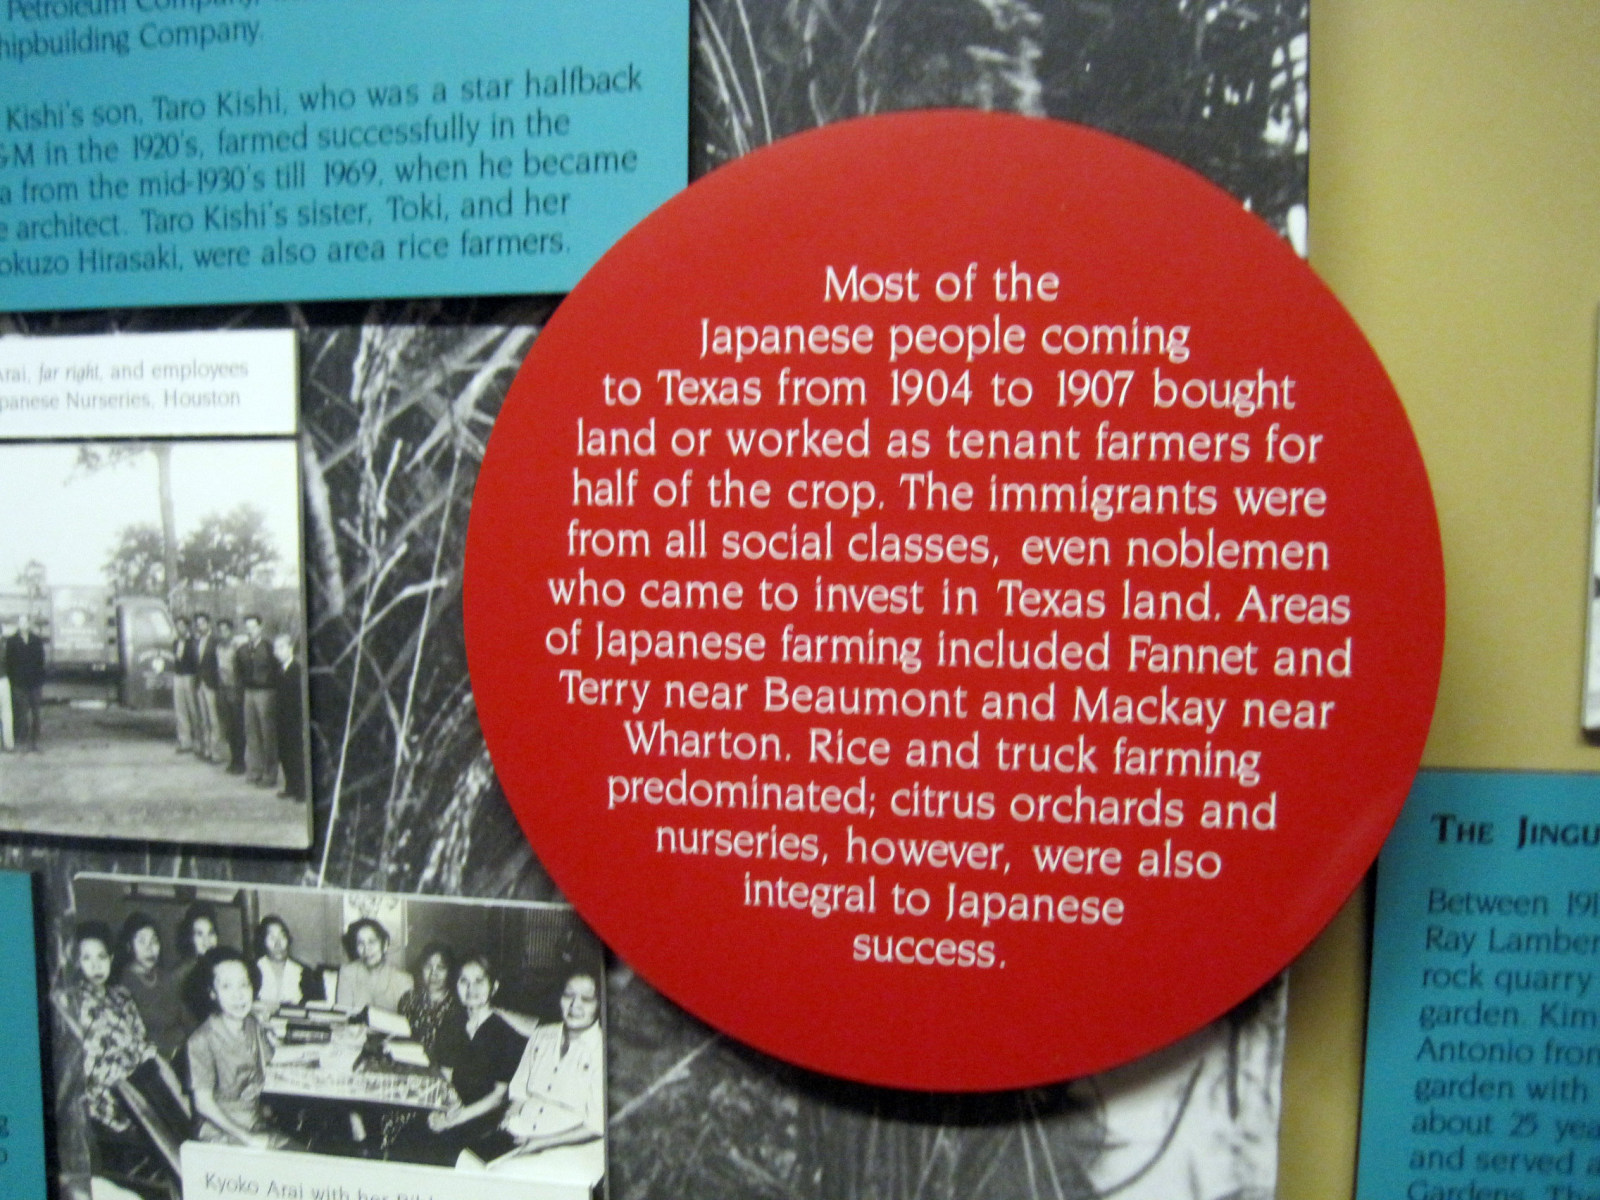 Petroleum Company,
hipbuilding Company.
Kishi's son, Taro Kishi, who was a star halfback
&M in the 1920's, farmed successfully in the
a from the mid-1930's till 1969, when he became
e architect. Taro Kishi's sister, Toki, and her
okuzo Hirasaki, were also area rice farmers.
Arai, far right, and employees
panese Nurseries, Houston
Most of the
Japanese people coming
to Texas from 1904 to 1907 bought
land or worked as tenant farmers for
half of the crop. The immigrants were
from all social classes, even noblemen
who came to invest in Texas land. Areas
of Japanese farming included Fannet and
Terry near Beaumont and Mackay near
Wharton. Rice and truck farming
predominated; citrus orchards and
nurseries, however, were also
integral to Japanese
success.
Kyoko Arai with her
THE JINGU
Between 191
Ray Lamber
rock quarry
garden. Kim
Antonio from
garden with
about 25 yea
and served a
Gardens. The